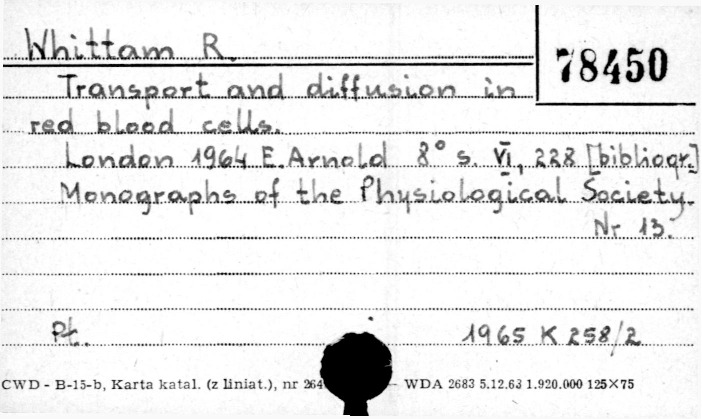 Whittam R.
78450
Transport and diffusion in
red blood cells.
London 1964 E. Arnold 8° s. VI, 228 [bibliogr.]
Monographs of the Physiological Society.
Nr 13.
Pt. 1965 K 258/2
CWD - B-15-b, Karta katal. (z liniat.), nr 264 — WDA 2683 5.12.63 1.920.000 125×75